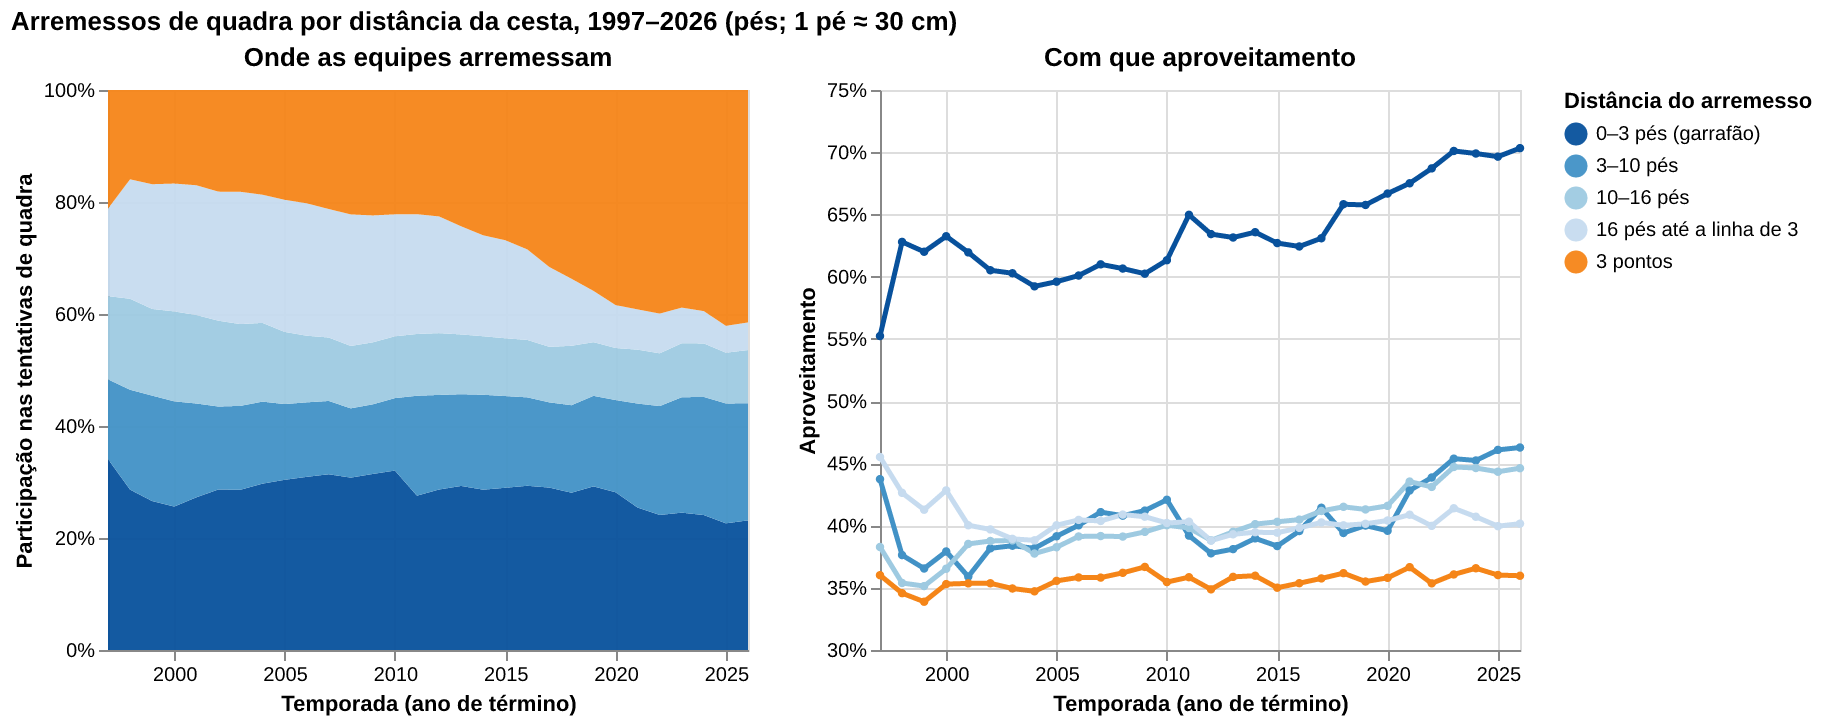 Arremessos de quadra por distância da cesta, 1997–2026 (pés; 1 pé ≈ 30 cm)
Onde as equipes arremessam
Participação nas tentativas de quadra
100%
80%
60%
40%
20%
0%
2000
2005
2010
2015
2020
2025
Temporada (ano de término)
Com que aproveitamento
Aproveitamento
75%
70%
65%
60%
55%
50%
45%
40%
35%
30%
2000
2005
2010
2015
2020
2025
Temporada (ano de término)
Distância do arremesso
0–3 pés (garrafão)
3–10 pés
10–16 pés
16 pés até a linha de 3
3 pontos